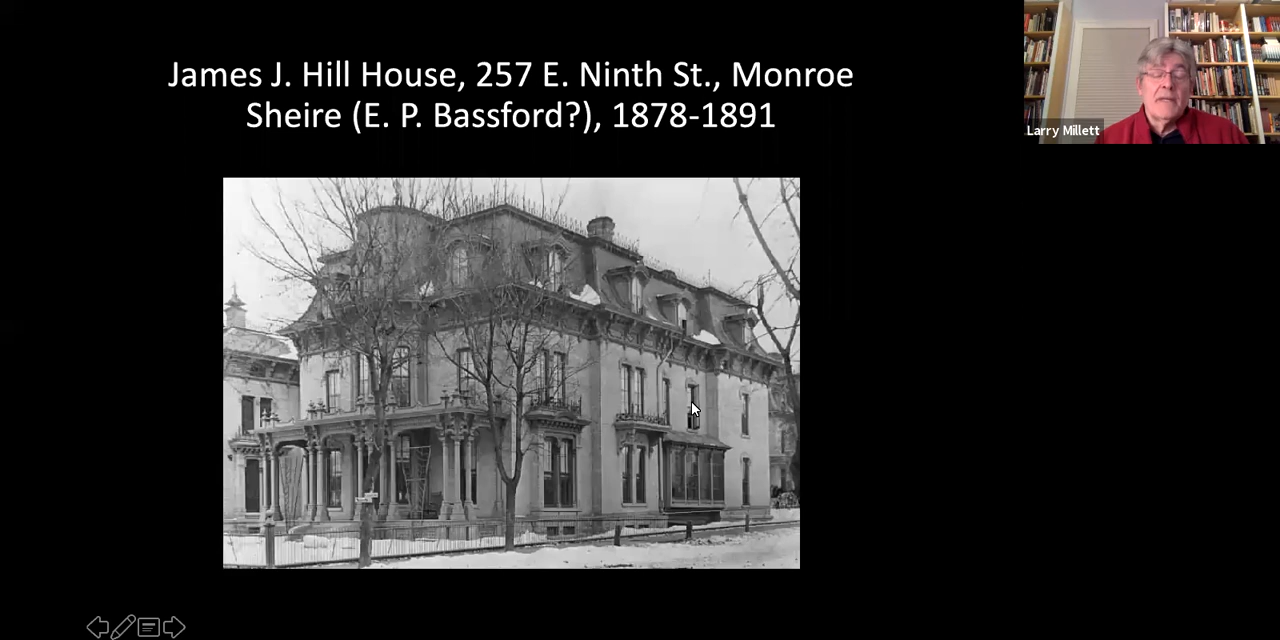 James J. Hill House, 257 E. Ninth St., Monroe
Sheire (E. P. Bassford?), 1878-1891
Larry Millett